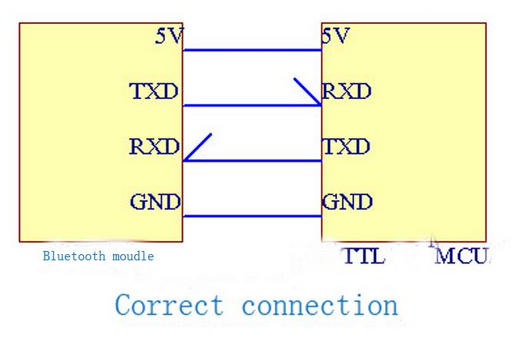 5V 5V
TXD RXD
RXD TXD
GND GND
Bluetooth moudle TTL MCU
Correct connection